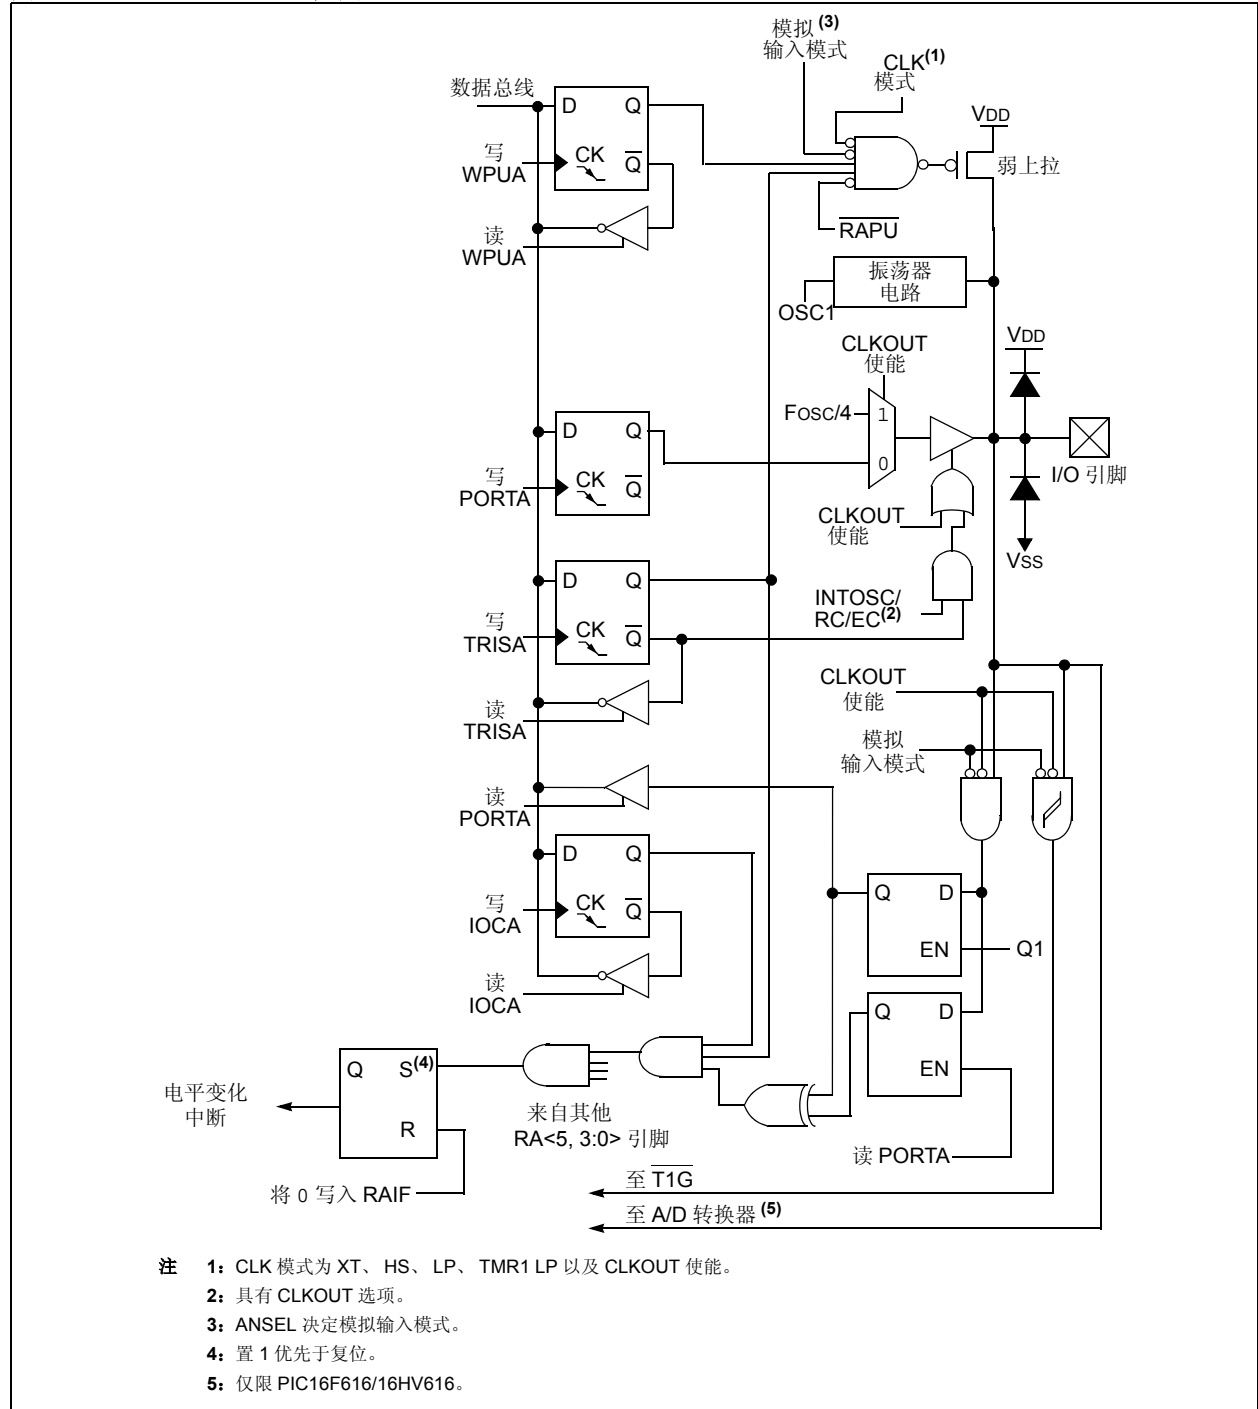 模拟 (3)
输入模式
CLK(1)
模式
数据总线
D
Q
VDD
写
WPUA
CK
Q
弱上拉
RAPU
读
WPUA
振荡器
电路
OSC1
CLKOUT
使能
VDD
FOSC/4
1
D
Q
0
I/O 引脚
写
PORTA
CK
Q
CLKOUT
使能
VSS
D
Q
INTOSC/
RC/EC(2)
写
TRISA
CK
Q
CLKOUT
使能
读
TRISA
模拟
输入模式
读
PORTA
D
Q
Q
D
写
IOCA
CK
Q
EN
Q1
读
IOCA
Q
D
Q
S(4)
EN
电平变化
中断
来自其他
RA<5, 3:0> 引脚
R
读 PORTA
至 T1G
将 0 写入 RAIF
至 A/D 转换器 (5)
注 1: CLK 模式为 XT、 HS、 LP、 TMR1 LP 以及 CLKOUT 使能。
2: 具有 CLKOUT 选项。
3: ANSEL 决定模拟输入模式。
4: 置 1 优先于复位。
5: 仅限 PIC16F616/16HV616。